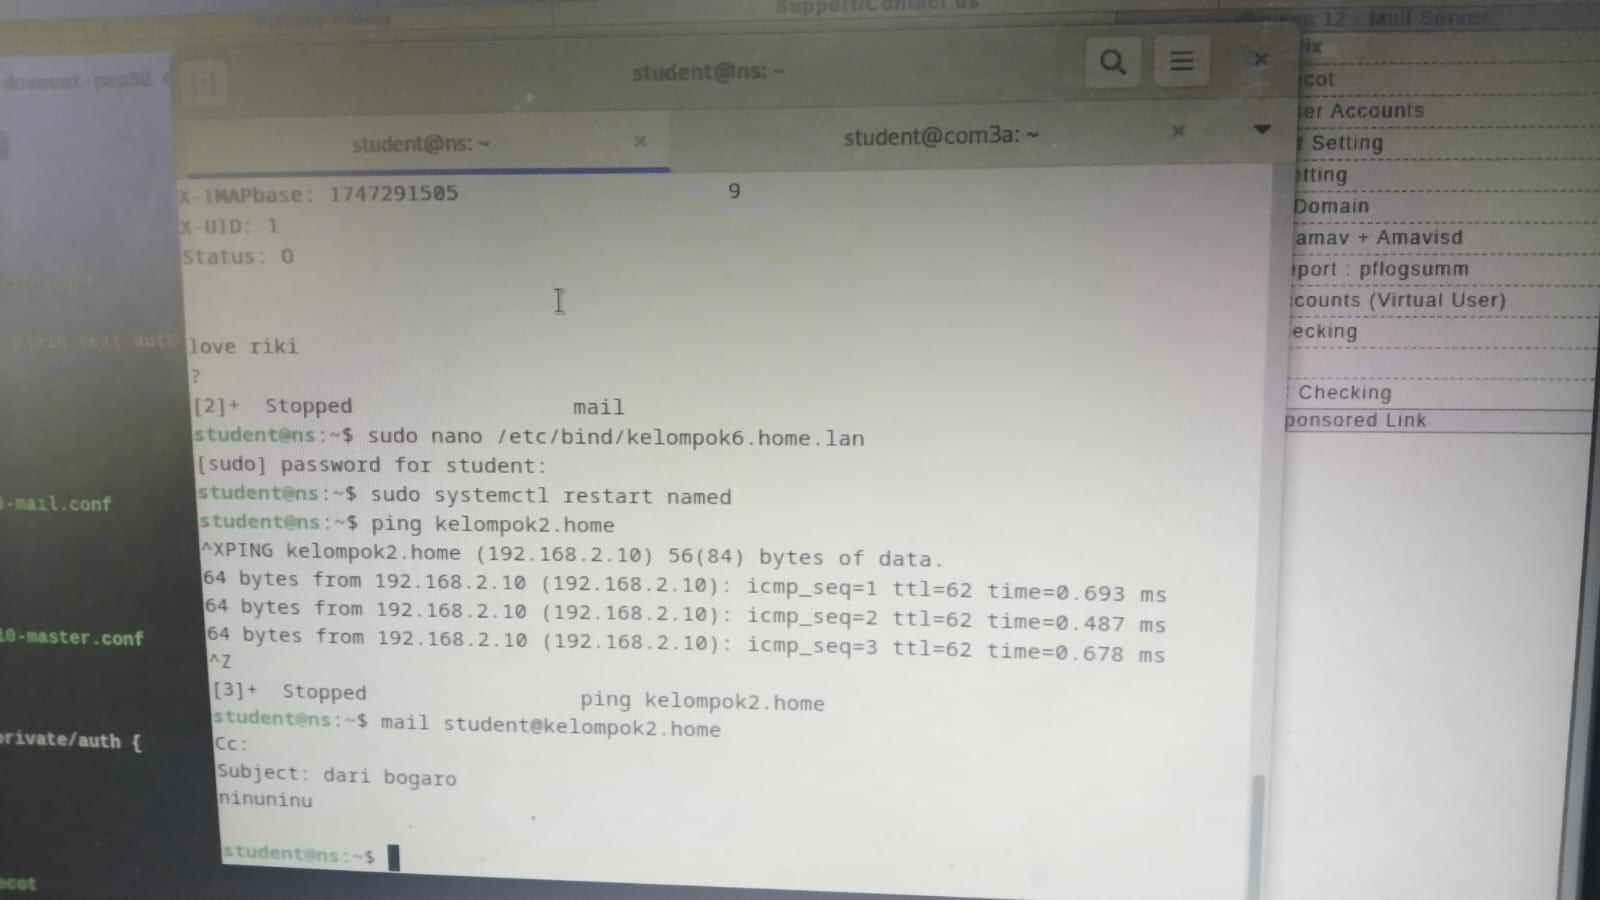 Privacy Policy
Support/Contact us
12 : Mail Server
dovecot-pop3d
student@ns: ~
student@ns: ~
student@com3a: ~
ix
cot
er Accounts
t Setting
tting
Domain
amav + Amavisd
port : pflogsumm
counts (Virtual User)
ecking
Checking
ponsored Link
plain text auth
-mail.conf
10-master.conf
private/auth {
ecot
X-IMAPbase: 1747291505 9
X-UID: 1
Status: O
love riki
?
[2]+ Stopped mail
student@ns:~$ sudo nano /etc/bind/kelompok6.home.lan
[sudo] password for student:
student@ns:~$ sudo systemctl restart named
student@ns:~$ ping kelompok2.home
^XPING kelompok2.home (192.168.2.10) 56(84) bytes of data.
64 bytes from 192.168.2.10 (192.168.2.10): icmp_seq=1 ttl=62 time=0.693 ms
64 bytes from 192.168.2.10 (192.168.2.10): icmp_seq=2 ttl=62 time=0.487 ms
64 bytes from 192.168.2.10 (192.168.2.10): icmp_seq=3 ttl=62 time=0.678 ms
^Z
[3]+ Stopped ping kelompok2.home
student@ns:~$ mail student@kelompok2.home
Cc:
Subject: dari bogaro
ninuninu
student@ns:~$